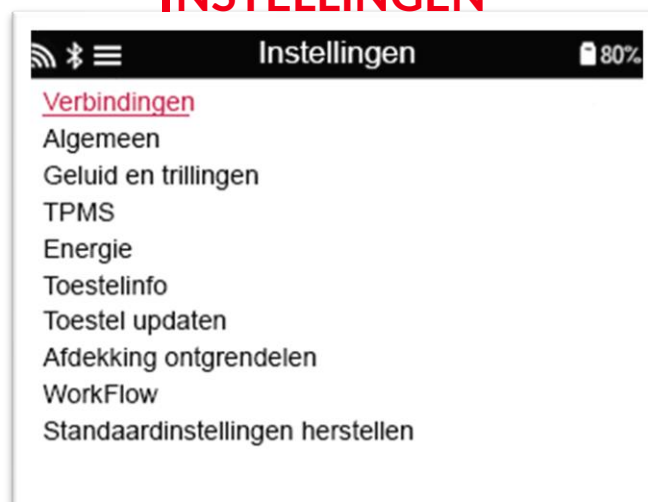 INSTELLINGEN
Instellingen 80%
Verbindingen
Algemeen
Geluid en trillingen
TPMS
Energie
Toestelinfo
Toestel updaten
Afdekking ontgrendelen
WorkFlow
Standaardinstellingen herstellen